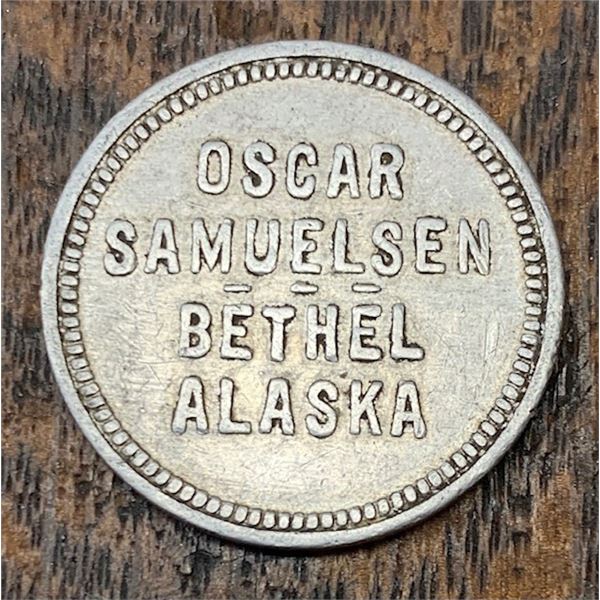 OSCAR
SAMUELSEN
- - -
BETHEL
ALASKA